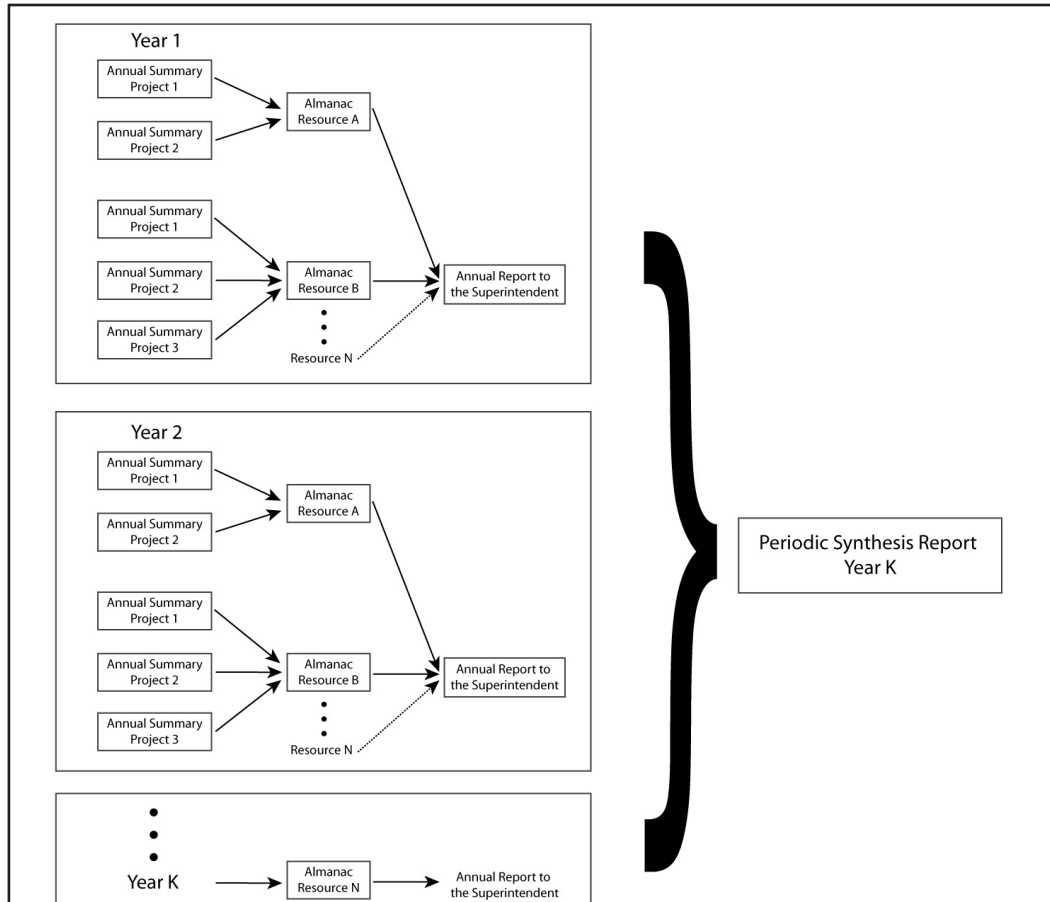 Year 1
Annual Summary
Project 1
Annual Summary
Project 2
Almanac
Resource A
Annual Summary
Project 1
Annual Summary
Project 2
Annual Summary
Project 3
Almanac
Resource B
Resource N
Annual Report to
the Superintendent
Year 2
Annual Summary
Project 1
Annual Summary
Project 2
Almanac
Resource A
Annual Summary
Project 1
Annual Summary
Project 2
Annual Summary
Project 3
Almanac
Resource B
Resource N
Annual Report to
the Superintendent
Year K
Almanac
Resource N
Annual Report to
the Superintendent
Periodic Synthesis Report
Year K